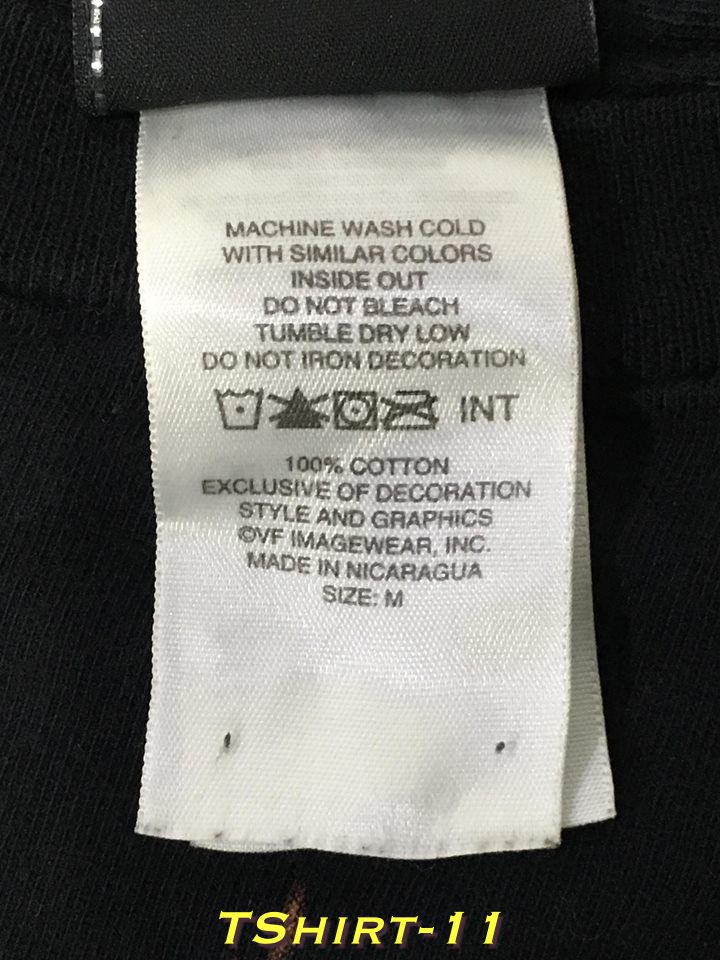 MACHINE WASH COLD
WITH SIMILAR COLORS
INSIDE OUT
DO NOT BLEACH
TUMBLE DRY LOW
DO NOT IRON DECORATION
INT
100% COTTON
EXCLUSIVE OF DECORATION
STYLE AND GRAPHICS
©VF IMAGEWEAR, INC.
MADE IN NICARAGUA
SIZE: M
TShirt-11